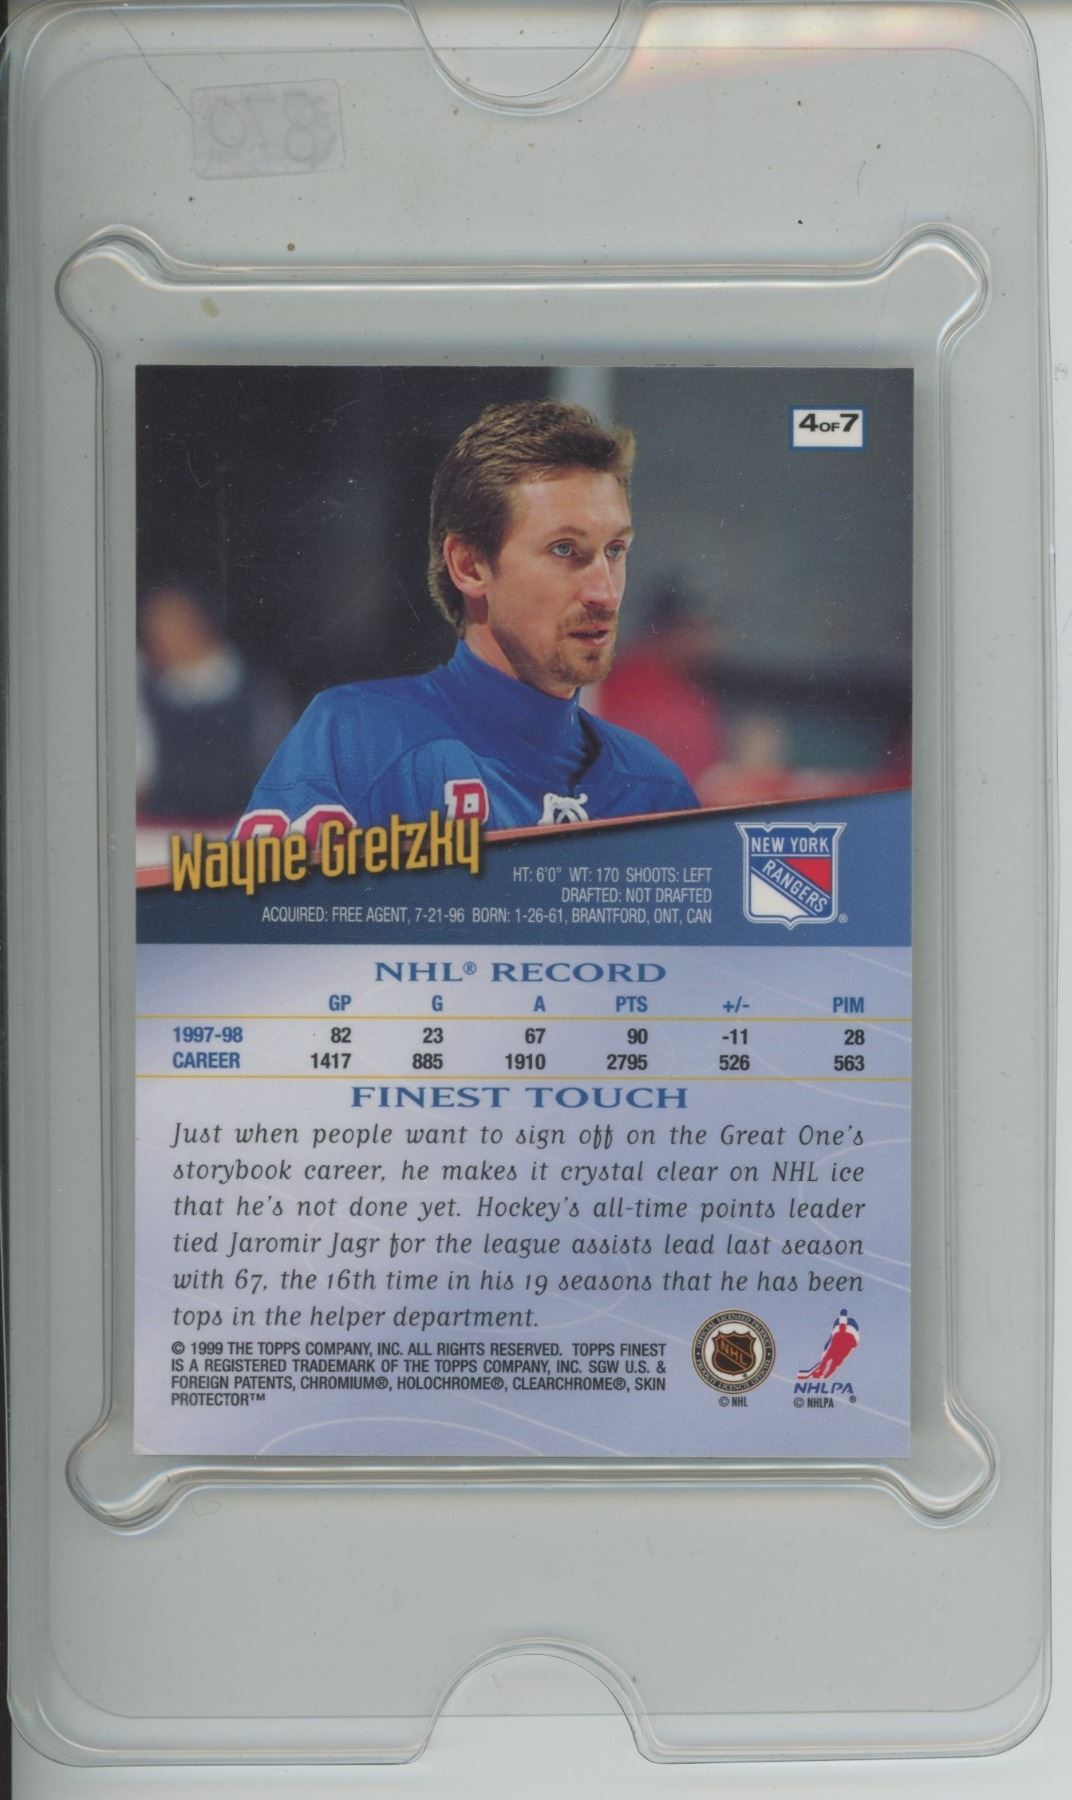 078
4 OF 7
Wayne Gretzky
HT: 6'0" WT: 170 SHOOTS: LEFT
DRAFTED: NOT DRAFTED
ACQUIRED: FREE AGENT, 7-21-96 BORN: 1-26-61, BRANTFORD, ONT, CAN
NEW YORK
RANGERS
®
NHL® RECORD
GP G A PTS +/- PIM
1997-98 82 23 67 90 -11 28
CAREER 1417 885 1910 2795 526 563
FINEST TOUCH
Just when people want to sign off on the Great One's
storybook career, he makes it crystal clear on NHL ice
that he's not done yet. Hockey's all-time points leader
tied Jaromir Jagr for the league assists lead last season
with 67, the 16th time in his 19 seasons that he has been
tops in the helper department.
© 1999 THE TOPPS COMPANY, INC. ALL RIGHTS RESERVED. TOPPS FINEST
IS A REGISTERED TRADEMARK OF THE TOPPS COMPANY, INC. SGW U.S. &
FOREIGN PATENTS, CHROMIUM®, HOLOCHROME®, CLEARCHROME®, SKIN
PROTECTOR™
OFFICIAL LICENSED PRODUCT
NHL
PRODUIT LICENCIE OFFICIEL
© NHL
NHLPA
®
© NHLPA